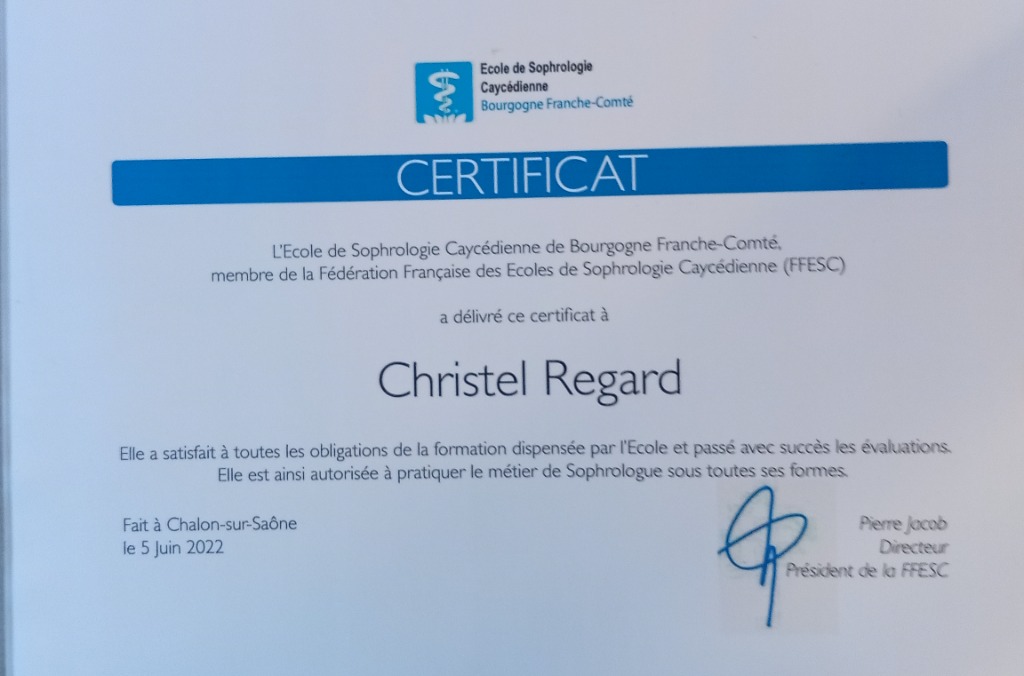 Ecole de Sophrologie
Caycédienne
Bourgogne Franche-Comté
CERTIFICAT
L'Ecole de Sophrologie Caycédienne de Bourgogne Franche-Comté,
membre de la Fédération Française des Ecoles de Sophrologie Caycédienne (FFESC)
a délivré ce certificat à
Christel Regard
Elle a satisfait à toutes les obligations de la formation dispensée par l'Ecole et passé avec succès les évaluations.
Elle est ainsi autorisée à pratiquer le métier de Sophrologue sous toutes ses formes.
Fait à Chalon-sur-Saône
le 5 Juin 2022
Pierre Jacob
Directeur
Président de la FFESC